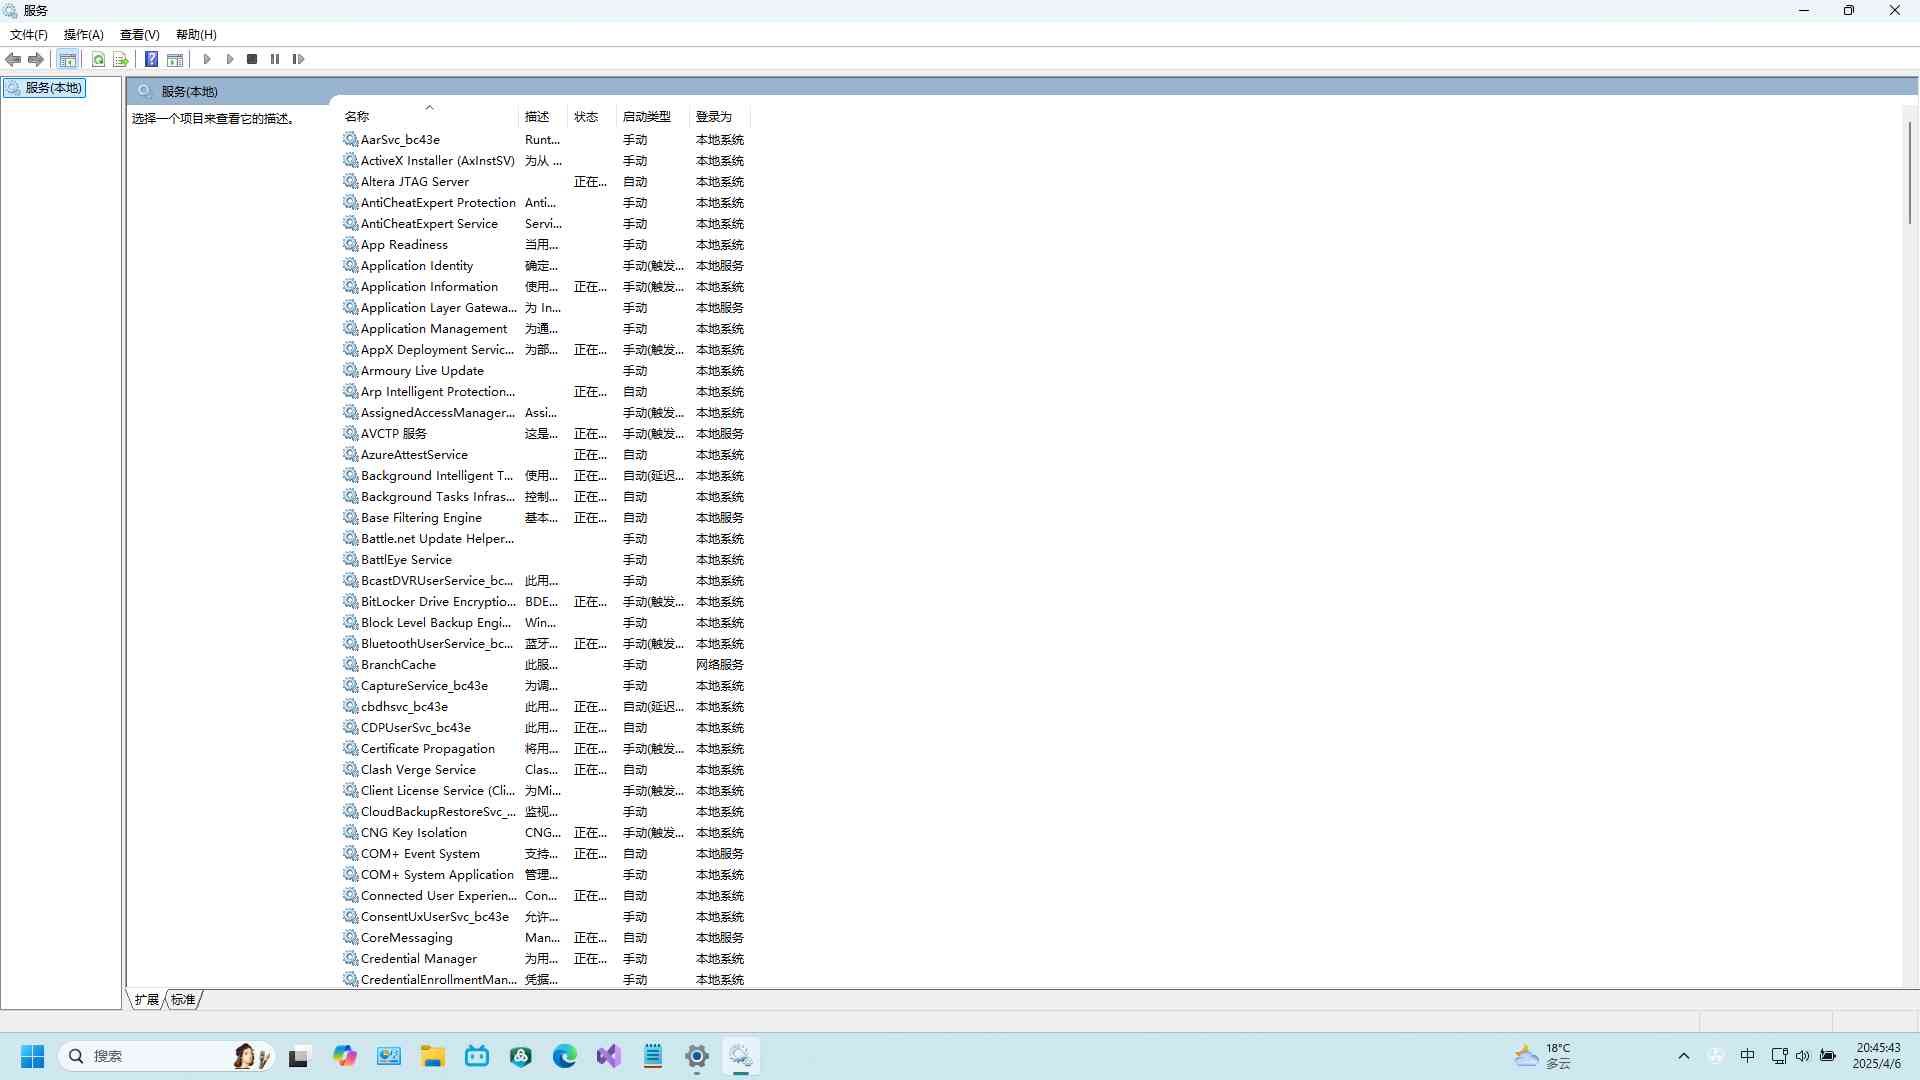 服务
文件(F) 操作(A) 查看(V) 帮助(H)
服务(本地)
服务(本地)
选择一个项目来查看它的描述。
名称 描述 状态 启动类型 登录为
AarSvc_bc43e Runt... 手动 本地系统
ActiveX Installer (AxInstSV) 为从 ... 手动 本地系统
Altera JTAG Server 正在... 自动 本地系统
AntiCheatExpert Protection Anti... 手动 本地系统
AntiCheatExpert Service Servi... 手动 本地系统
App Readiness 当用... 手动 本地系统
Application Identity 确定... 手动(触发... 本地服务
Application Information 使用... 正在... 手动(触发... 本地系统
Application Layer Gatewa... 为 In... 手动 本地服务
Application Management 为通... 手动 本地系统
AppX Deployment Servic... 为部... 正在... 手动(触发... 本地系统
Armoury Live Update 手动 本地系统
Arp Intelligent Protection... 正在... 自动 本地系统
AssignedAccessManager... Assi... 手动(触发... 本地系统
AVCTP 服务 这是... 正在... 手动(触发... 本地服务
AzureAttestService 正在... 自动 本地系统
Background Intelligent T... 使用... 正在... 自动(延迟... 本地系统
Background Tasks Infras... 控制... 正在... 自动 本地系统
Base Filtering Engine 基本... 正在... 自动 本地服务
Battle.net Update Helper... 手动 本地系统
BattlEye Service 手动 本地系统
BcastDVRUserService_bc... 此用... 手动 本地系统
BitLocker Drive Encryptio... BDE... 正在... 手动(触发... 本地系统
Block Level Backup Engi... Win... 手动 本地系统
BluetoothUserService_bc... 蓝牙... 正在... 手动(触发... 本地系统
BranchCache 此服... 手动 网络服务
CaptureService_bc43e 为调... 手动 本地系统
cbdhsvc_bc43e 此用... 正在... 自动(延迟... 本地系统
CDPUserSvc_bc43e 此用... 正在... 自动 本地系统
Certificate Propagation 将用... 正在... 手动(触发... 本地系统
Clash Verge Service Clas... 正在... 自动 本地系统
Client License Service (Cli... 为Mi... 手动(触发... 本地系统
CloudBackupRestoreSvc_... 监视... 手动 本地系统
CNG Key Isolation CNG... 正在... 手动(触发... 本地系统
COM+ Event System 支持... 正在... 自动 本地服务
COM+ System Application 管理... 手动 本地系统
Connected User Experien... Con... 正在... 自动 本地系统
ConsentUxUserSvc_bc43e 允许... 手动 本地系统
CoreMessaging Man... 正在... 自动 本地服务
Credential Manager 为用... 正在... 手动 本地系统
CredentialEnrollmentMan... 凭据... 手动 本地系统
扩展 标准
搜索
18°C
多云
中
20:45:43
2025/4/6